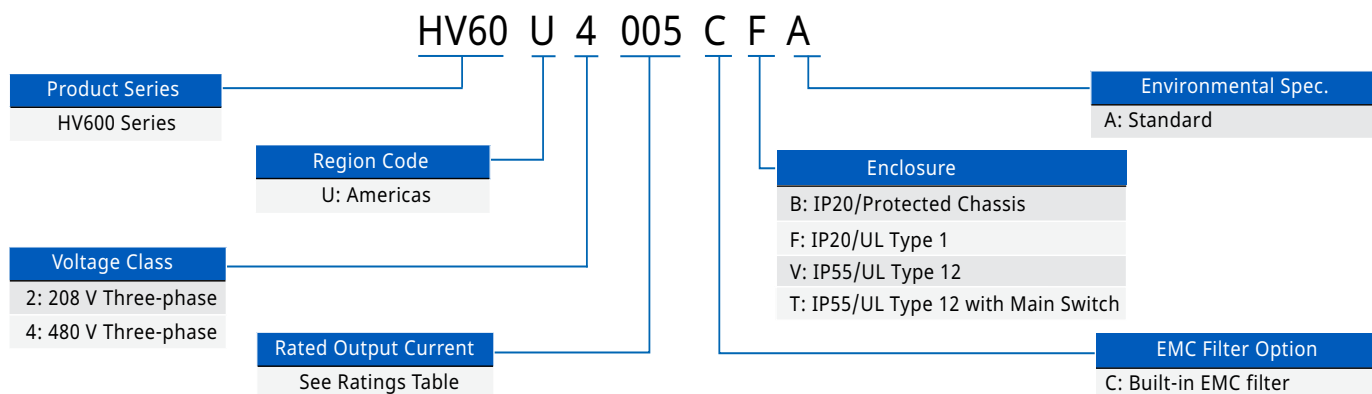 HV60 U 4 005 C F A
Product Series
HV600 Series
Region Code
U: Americas
Voltage Class
2: 208 V Three-phase
4: 480 V Three-phase
Rated Output Current
See Ratings Table
Environmental Spec.
A: Standard
Enclosure
B: IP20/Protected Chassis
F: IP20/UL Type 1
V: IP55/UL Type 12
T: IP55/UL Type 12 with Main Switch
EMC Filter Option
C: Built-in EMC filter